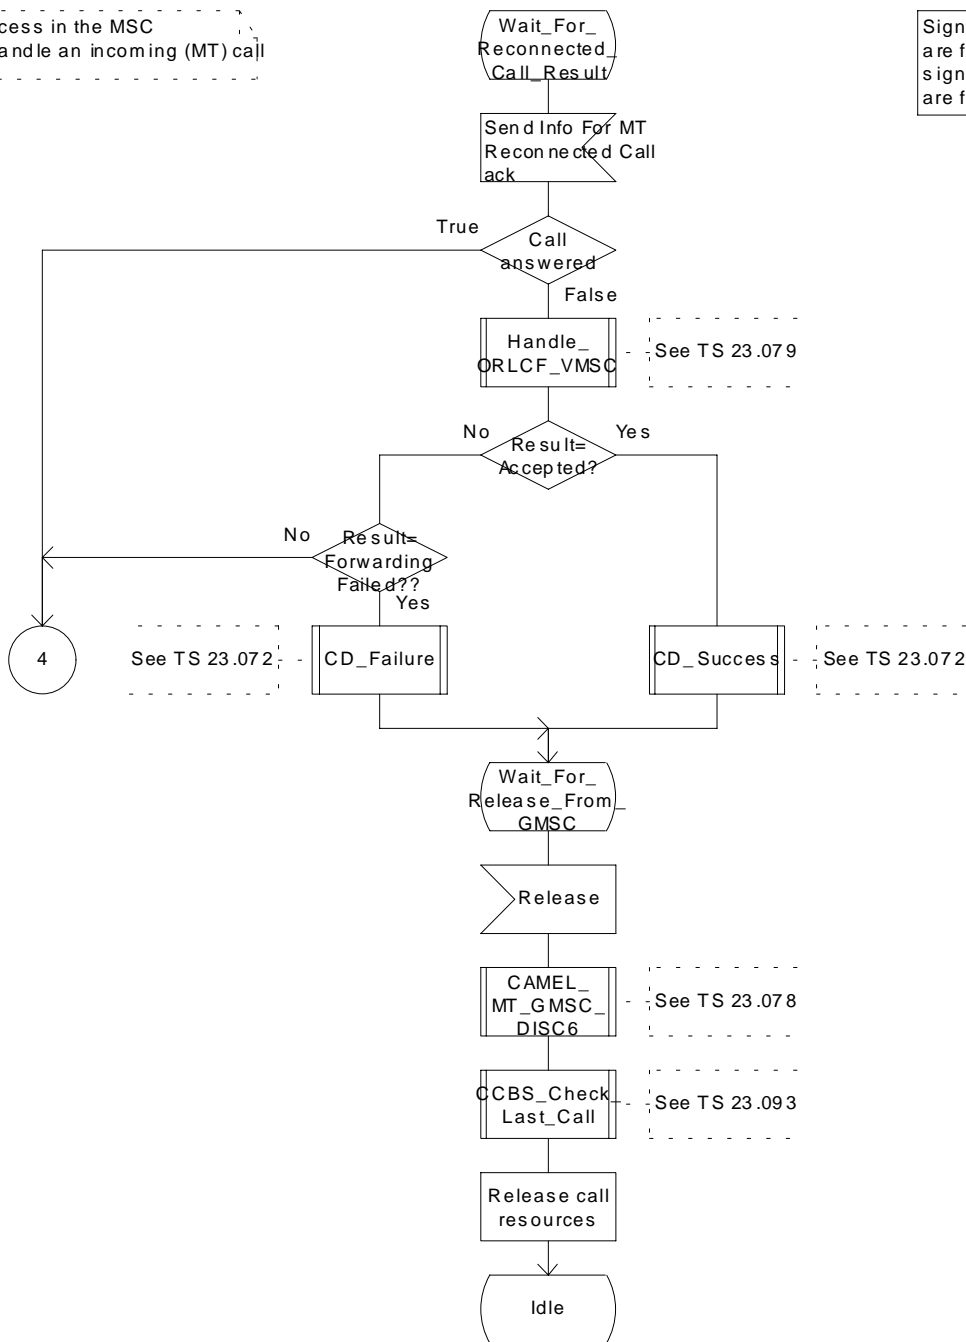 cess in the MSC
andle an incoming (MT) call
Wait_For_
Reconnected_
Call_Result
Sign
are f
sign
are f
Send Info For MT
Reconnected Call
ack
True
Call
answered
False
Handle_
ORLCF_VMSC
See TS 23.079
No
Result=
Accepted?
Yes
No
Result=
Forwarding
Failed??
Yes
4
See TS 23.072
CD_Failure
CD_Success
See TS 23.072
Wait_For_
Release_From_
GMSC
Release
CAMEL_
MT_GMSC_
DISC6
See TS 23.078
CCBS_Check_
Last_Call
See TS 23.093
Release call
resources
Idle